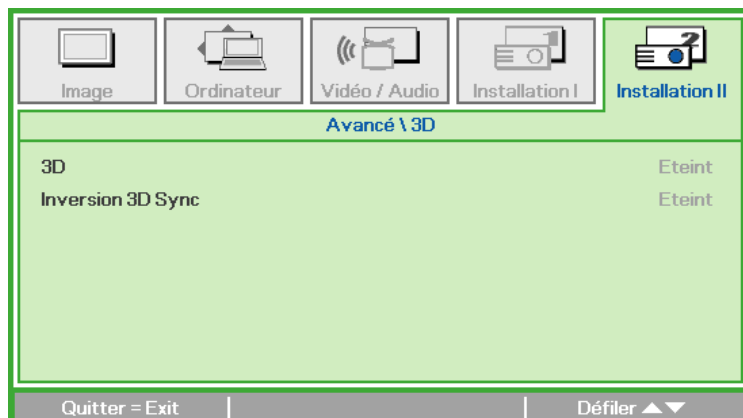 Image
Ordinateur
Vidéo / Audio
Installation I
Installation II
Avancé \ 3D
3D Eteint
Inversion 3D Sync Eteint
Quitter = Exit Défiler ▲▼